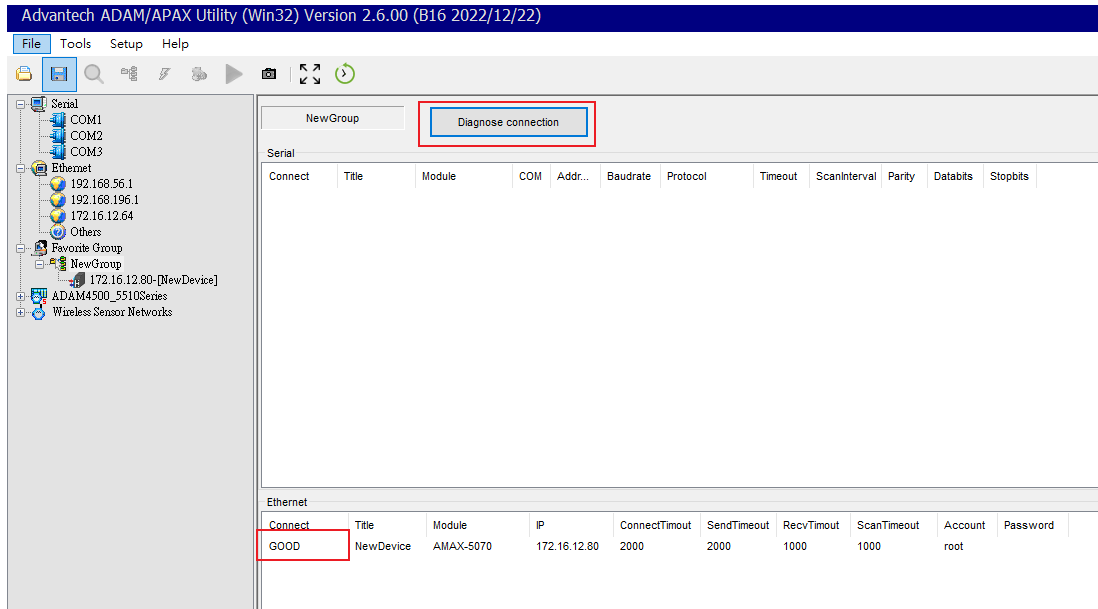 Advantech ADAM/APAX Utility (Win32) Version 2.6.00 (B16 2022/12/22)
File Tools Setup Help
Serial
COM1
COM2
COM3
Ethernet
192.168.56.1
192.168.196.1
172.16.12.64
Others
Favorite Group
NewGroup
172.16.12.80-[NewDevice]
ADAM4500_5510Series
Wireless Sensor Networks
NewGroup Diagnose connection
Serial
Connect Title Module COM Addr... Baudrate Protocol Timeout ScanInterval Parity Databits Stopbits
Ethernet
Connect Title Module IP ConnectTimout SendTimeout RecvTimout ScanTimeout Account Password
GOOD NewDevice AMAX-5070 172.16.12.80 2000 2000 1000 1000 root